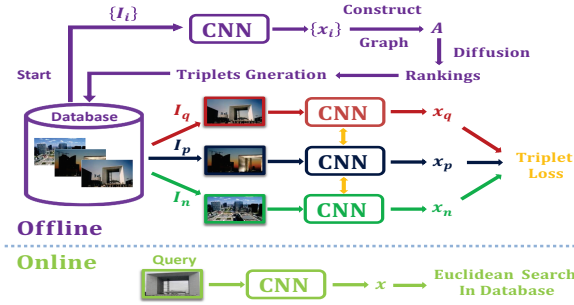 {I_i} CNN {x_i} Construct Graph A
Diffusion
Start Triplets Gneration Rankings
Database
I_q CNN x_q
I_p CNN x_p Triplet Loss
I_n CNN x_n
Offline
Online
Query
CNN x Euclidean Search
In Database